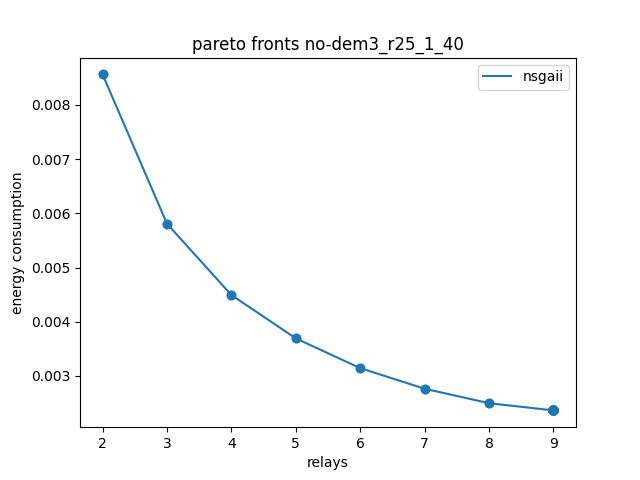 pareto fronts no-dem3_r25_1_40
nsgaii
0.008
0.007
0.006
0.005
0.004
0.003
energy consumption
2 3 4 5 6 7 8 9
relays